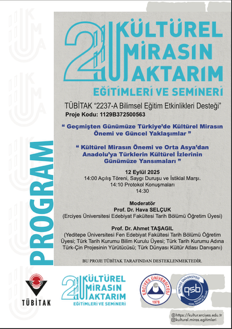 2U KÜLTÜREL
MİRASIN
AKTARIM
EĞİTİMLERİ VE SEMİNERİ
TÜBİTAK "2237-A Bilimsel Eğitim Etkinlikleri Desteği"
Proje Kodu: 1129B372500563
" Geçmişten Günümüze Türkiye'de Kültürel Mirasın
Önemi ve Güncel Yaklaşımlar "
" Kültürel Mirasın Önemi ve Orta Asya'dan
Anadolu'ya Türklerin Kültürel İzlerinin
Günümüze Yansımaları "
12 Eylül 2025
14:00 Açılış Töreni; Saygı Duruşu ve İstiklal Marşı.
14:10 Protokol Konuşmaları
14:30
Moderatör
Prof. Dr. Hava SELÇUK
(Erciyes Üniversitesi Edebiyat Fakültesi Tarih Bölümü Öğretim Üyesi)
Prof. Dr. Ahmet TAŞAĞIL
(Yeditepe Üniversitesi Fen Edebiyat Fakültesi Tarih Bölümü Öğretim
Üyesi; Türk Tarih Kurumu Bilim Kurulu Üyesi; Türk Tarih Kurumu Adına
Türk-Çin Projesinin Yürütücüsü; Türk Dünyası Kültür Atlası Danışmanı)
BU PROJE TÜBİTAK TARAFINDAN DESTEKLENMEKTEDİR.
PROGRAM
TÜBİTAK
2U KÜLTÜREL
MİRASIN
AKTARIM
EĞİTİMLERİ VE SEMİNERİ
gsb